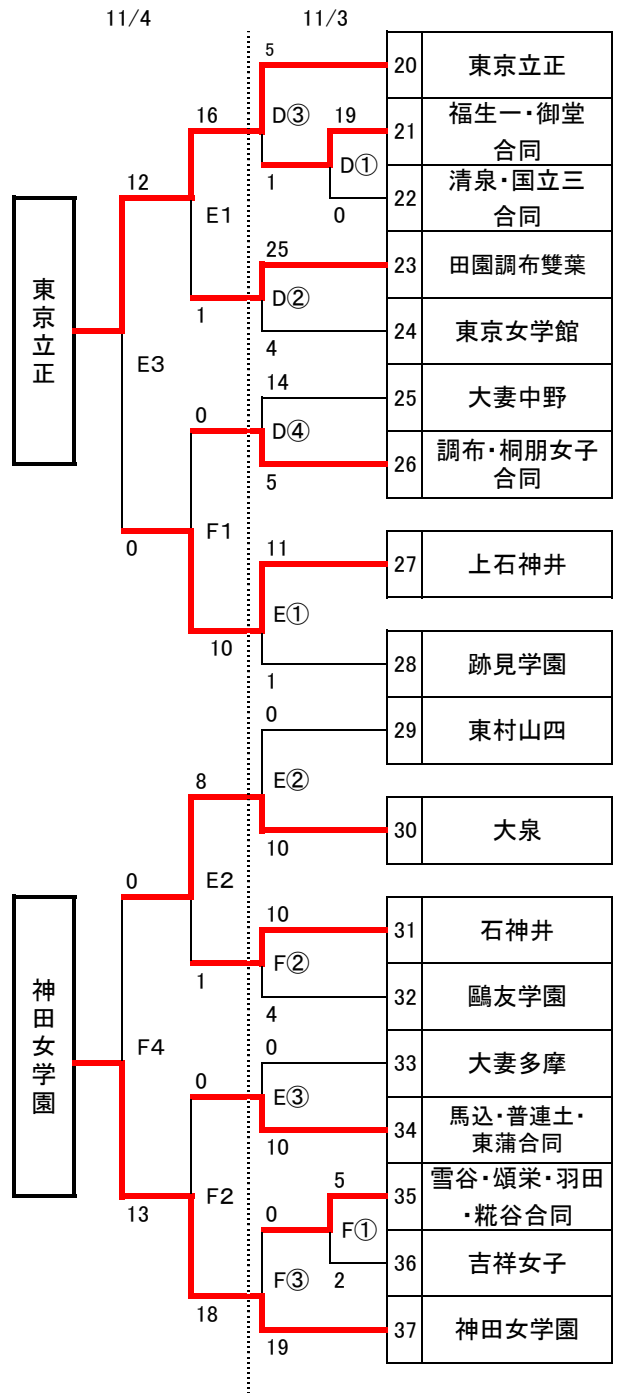 11/4
11/3
5
20 東京立正
16
D③
19
21 福生一・御堂
合同
D①
1
12
0
22 清泉・国立三
合同
E1
25
23 田園調布雙葉
D②
1
4
24 東京女学館
東京立正
E3
14
25 大妻中野
0
D④
5
26 調布・桐朋女子
合同
F1
0
11
27 上石神井
E①
10
1
28 跡見学園
0
29 東村山四
8
E②
10
30 大泉
0
E2
10
31 石神井
F②
1
4
32 鷗友学園
神田女学園
F4
0
33 大妻多摩
0
E③
10
34 馬込・普連土・
東蒲合同
13
F2
5
35 雪谷・頌栄・羽田
・糀谷合同
0
F①
2
36 吉祥女子
F③
18
19
37 神田女学園